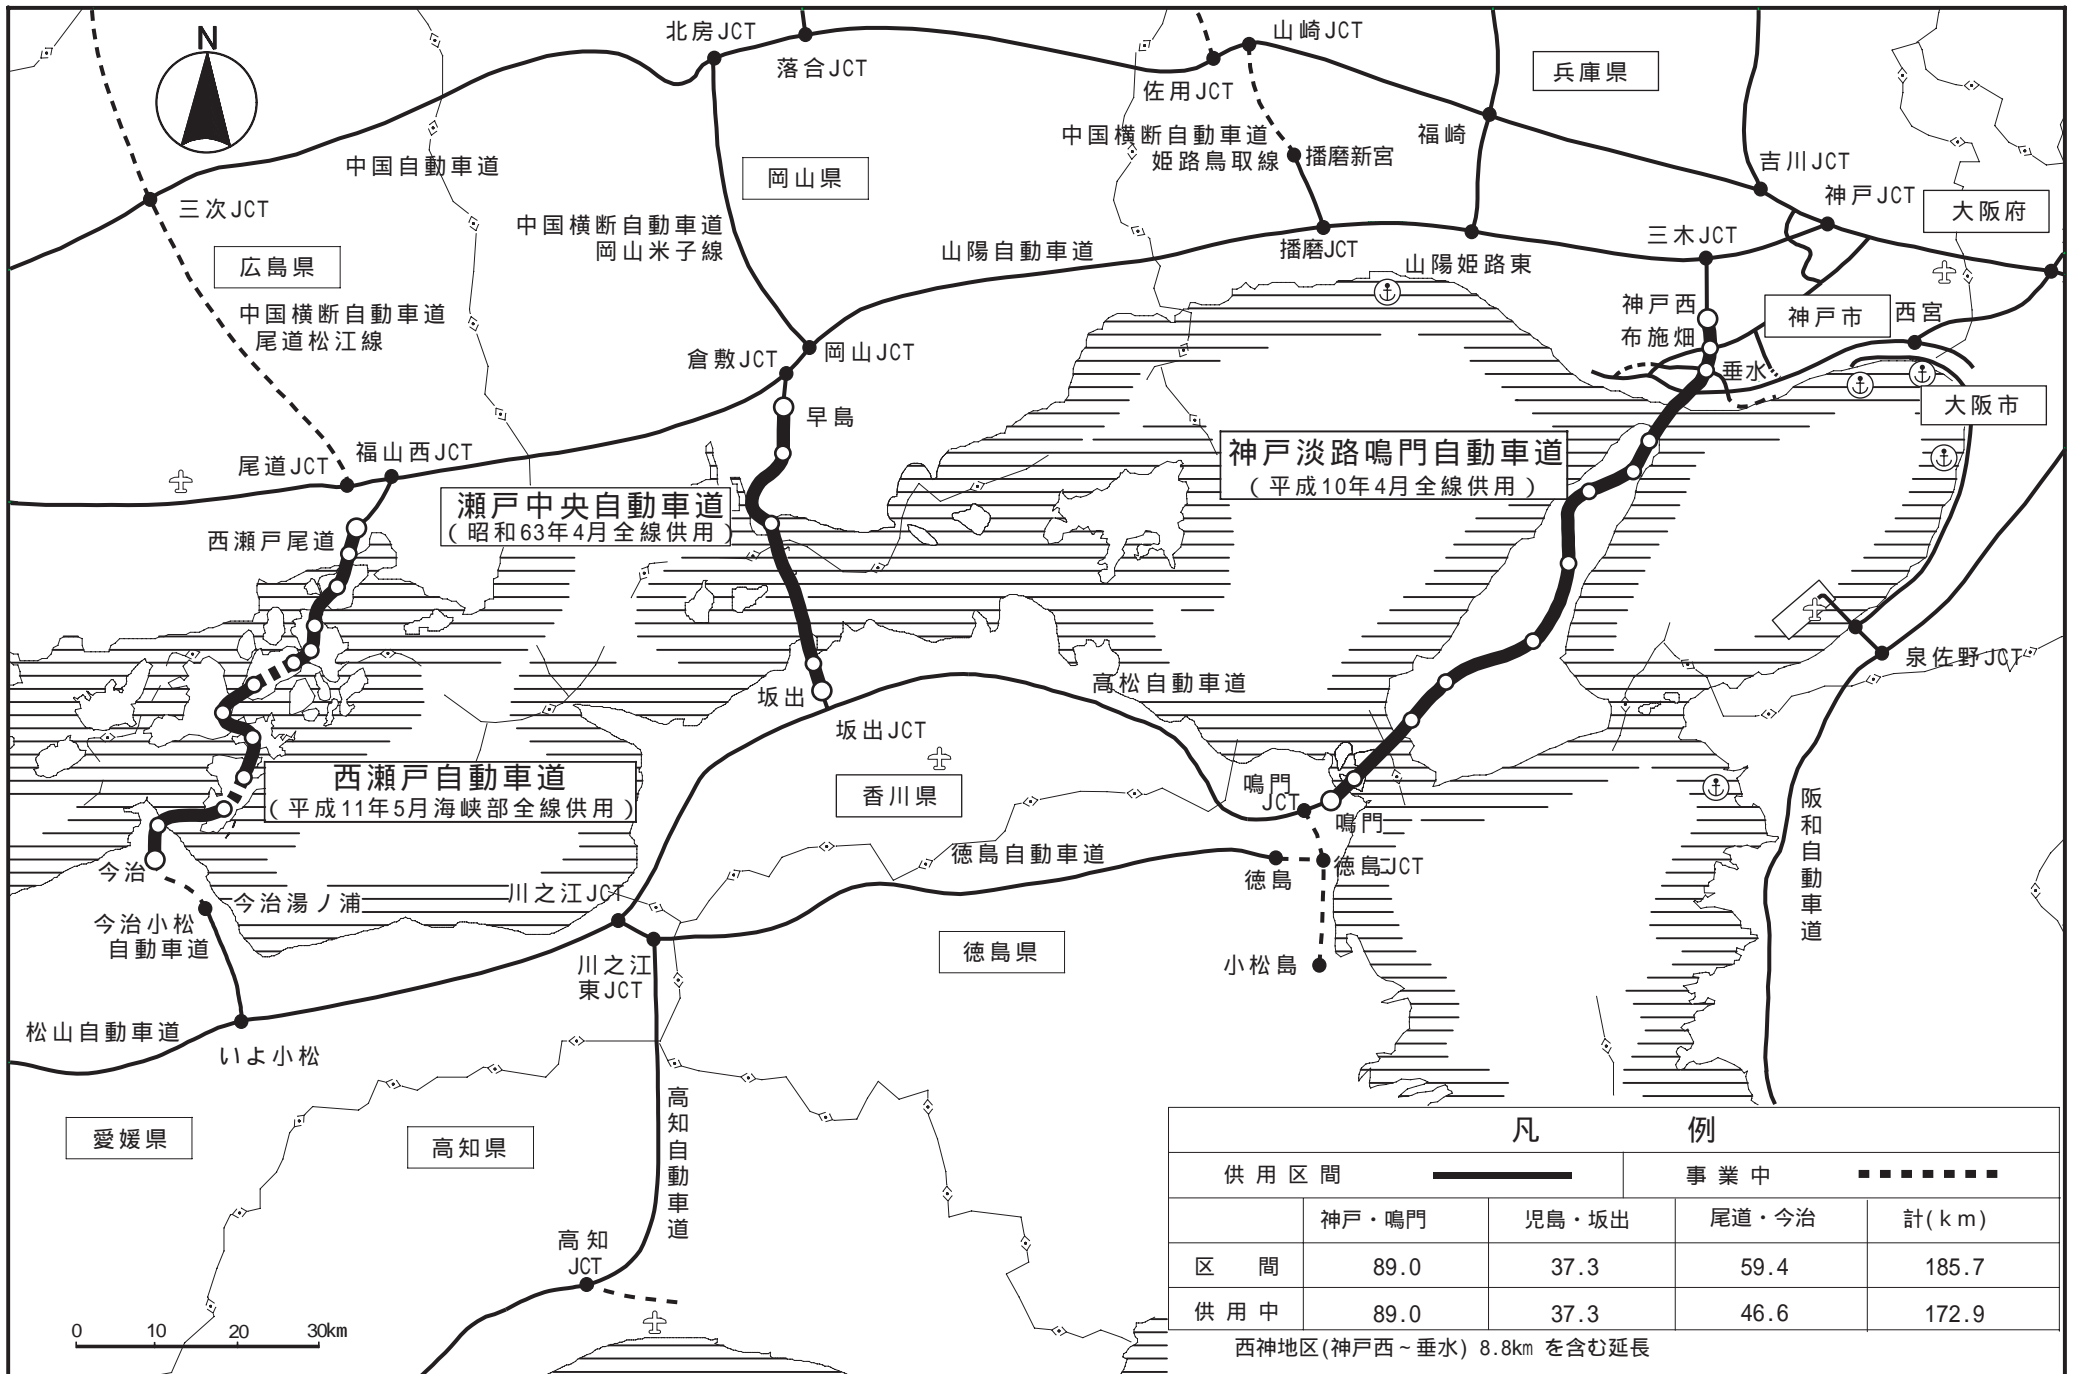 N
北房JCT
落合JCT
山崎JCT
佐用JCT
兵庫県
中国横断自動車道
姫路鳥取線
播磨新宮
福崎
吉川JCT
神戸JCT
大阪府
中国自動車道
岡山県
三次JCT
中国横断自動車道
岡山米子線
山陽自動車道
播磨JCT
山陽姫路東
三木JCT
広島県
中国横断自動車道
尾道松江線
神戸西
布施畑
神戸市
西宮
倉敷JCT
岡山JCT
垂水
早島
大阪市
尾道JCT
福山西JCT
神戸淡路鳴門自動車道
(平成10年4月全線供用)
瀬戸中央自動車道
(昭和63年4月全線供用)
西瀬戸尾道
泉佐野JCT
坂出
高松自動車道
坂出JCT
西瀬戸自動車道
(平成11年5月海峡部全線供用)
香川県
鳴門
JCT
鳴門
阪和自動車道
今治
徳島自動車道
徳島
徳島JCT
今治湯ノ浦
川之江JCT
今治小松
自動車道
徳島県
川之江
東JCT
小松島
松山自動車道
いよ小松
愛媛県
高知県
高知自動車道
高知
JCT
0 10 20 30km
凡 例
供用区間 事業中
神戸・鳴門 児島・坂出 尾道・今治 計(km)
区 間 89.0 37.3 59.4 185.7
供用中 89.0 37.3 46.6 172.9
西神地区(神戸西~垂水) 8.8km を含む延長